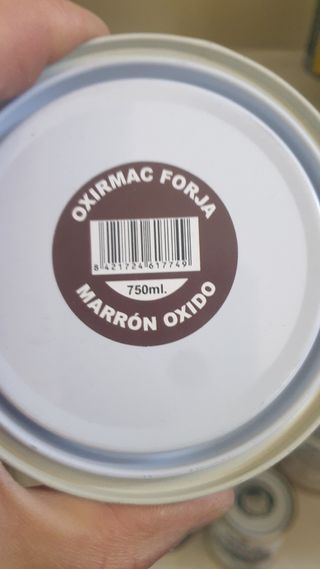 OXIRMAC FORJA
8 421724 617749
750ml.
MARRÓN OXIDO